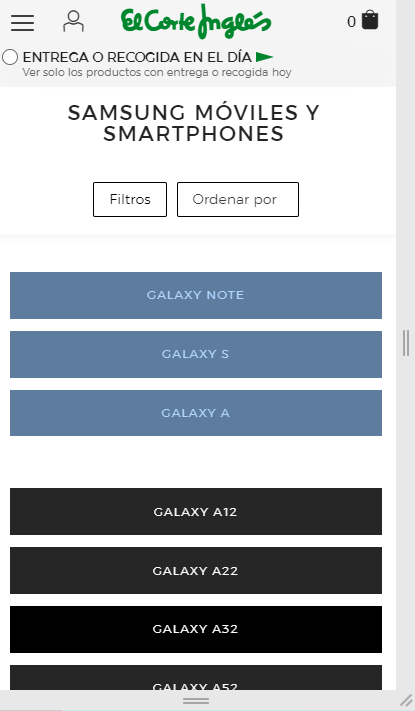 El Corte Inglés
0
ENTREGA O RECOGIDA EN EL DÍA
Ver solo los productos con entrega o recogida hoy
SAMSUNG MÓVILES Y
SMARTPHONES
Filtros
Ordenar por
GALAXY NOTE
GALAXY S
GALAXY A
GALAXY A12
GALAXY A22
GALAXY A32
GALAXY A52